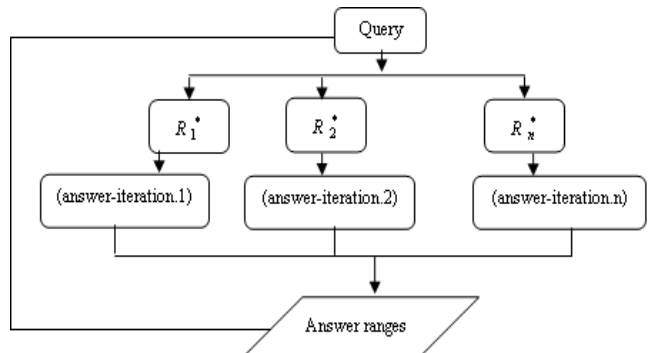 Query
R₁* R₂* Rₙ*
(answer-iteration.1) (answer-iteration.2) (answer-iteration.n)
Answer ranges